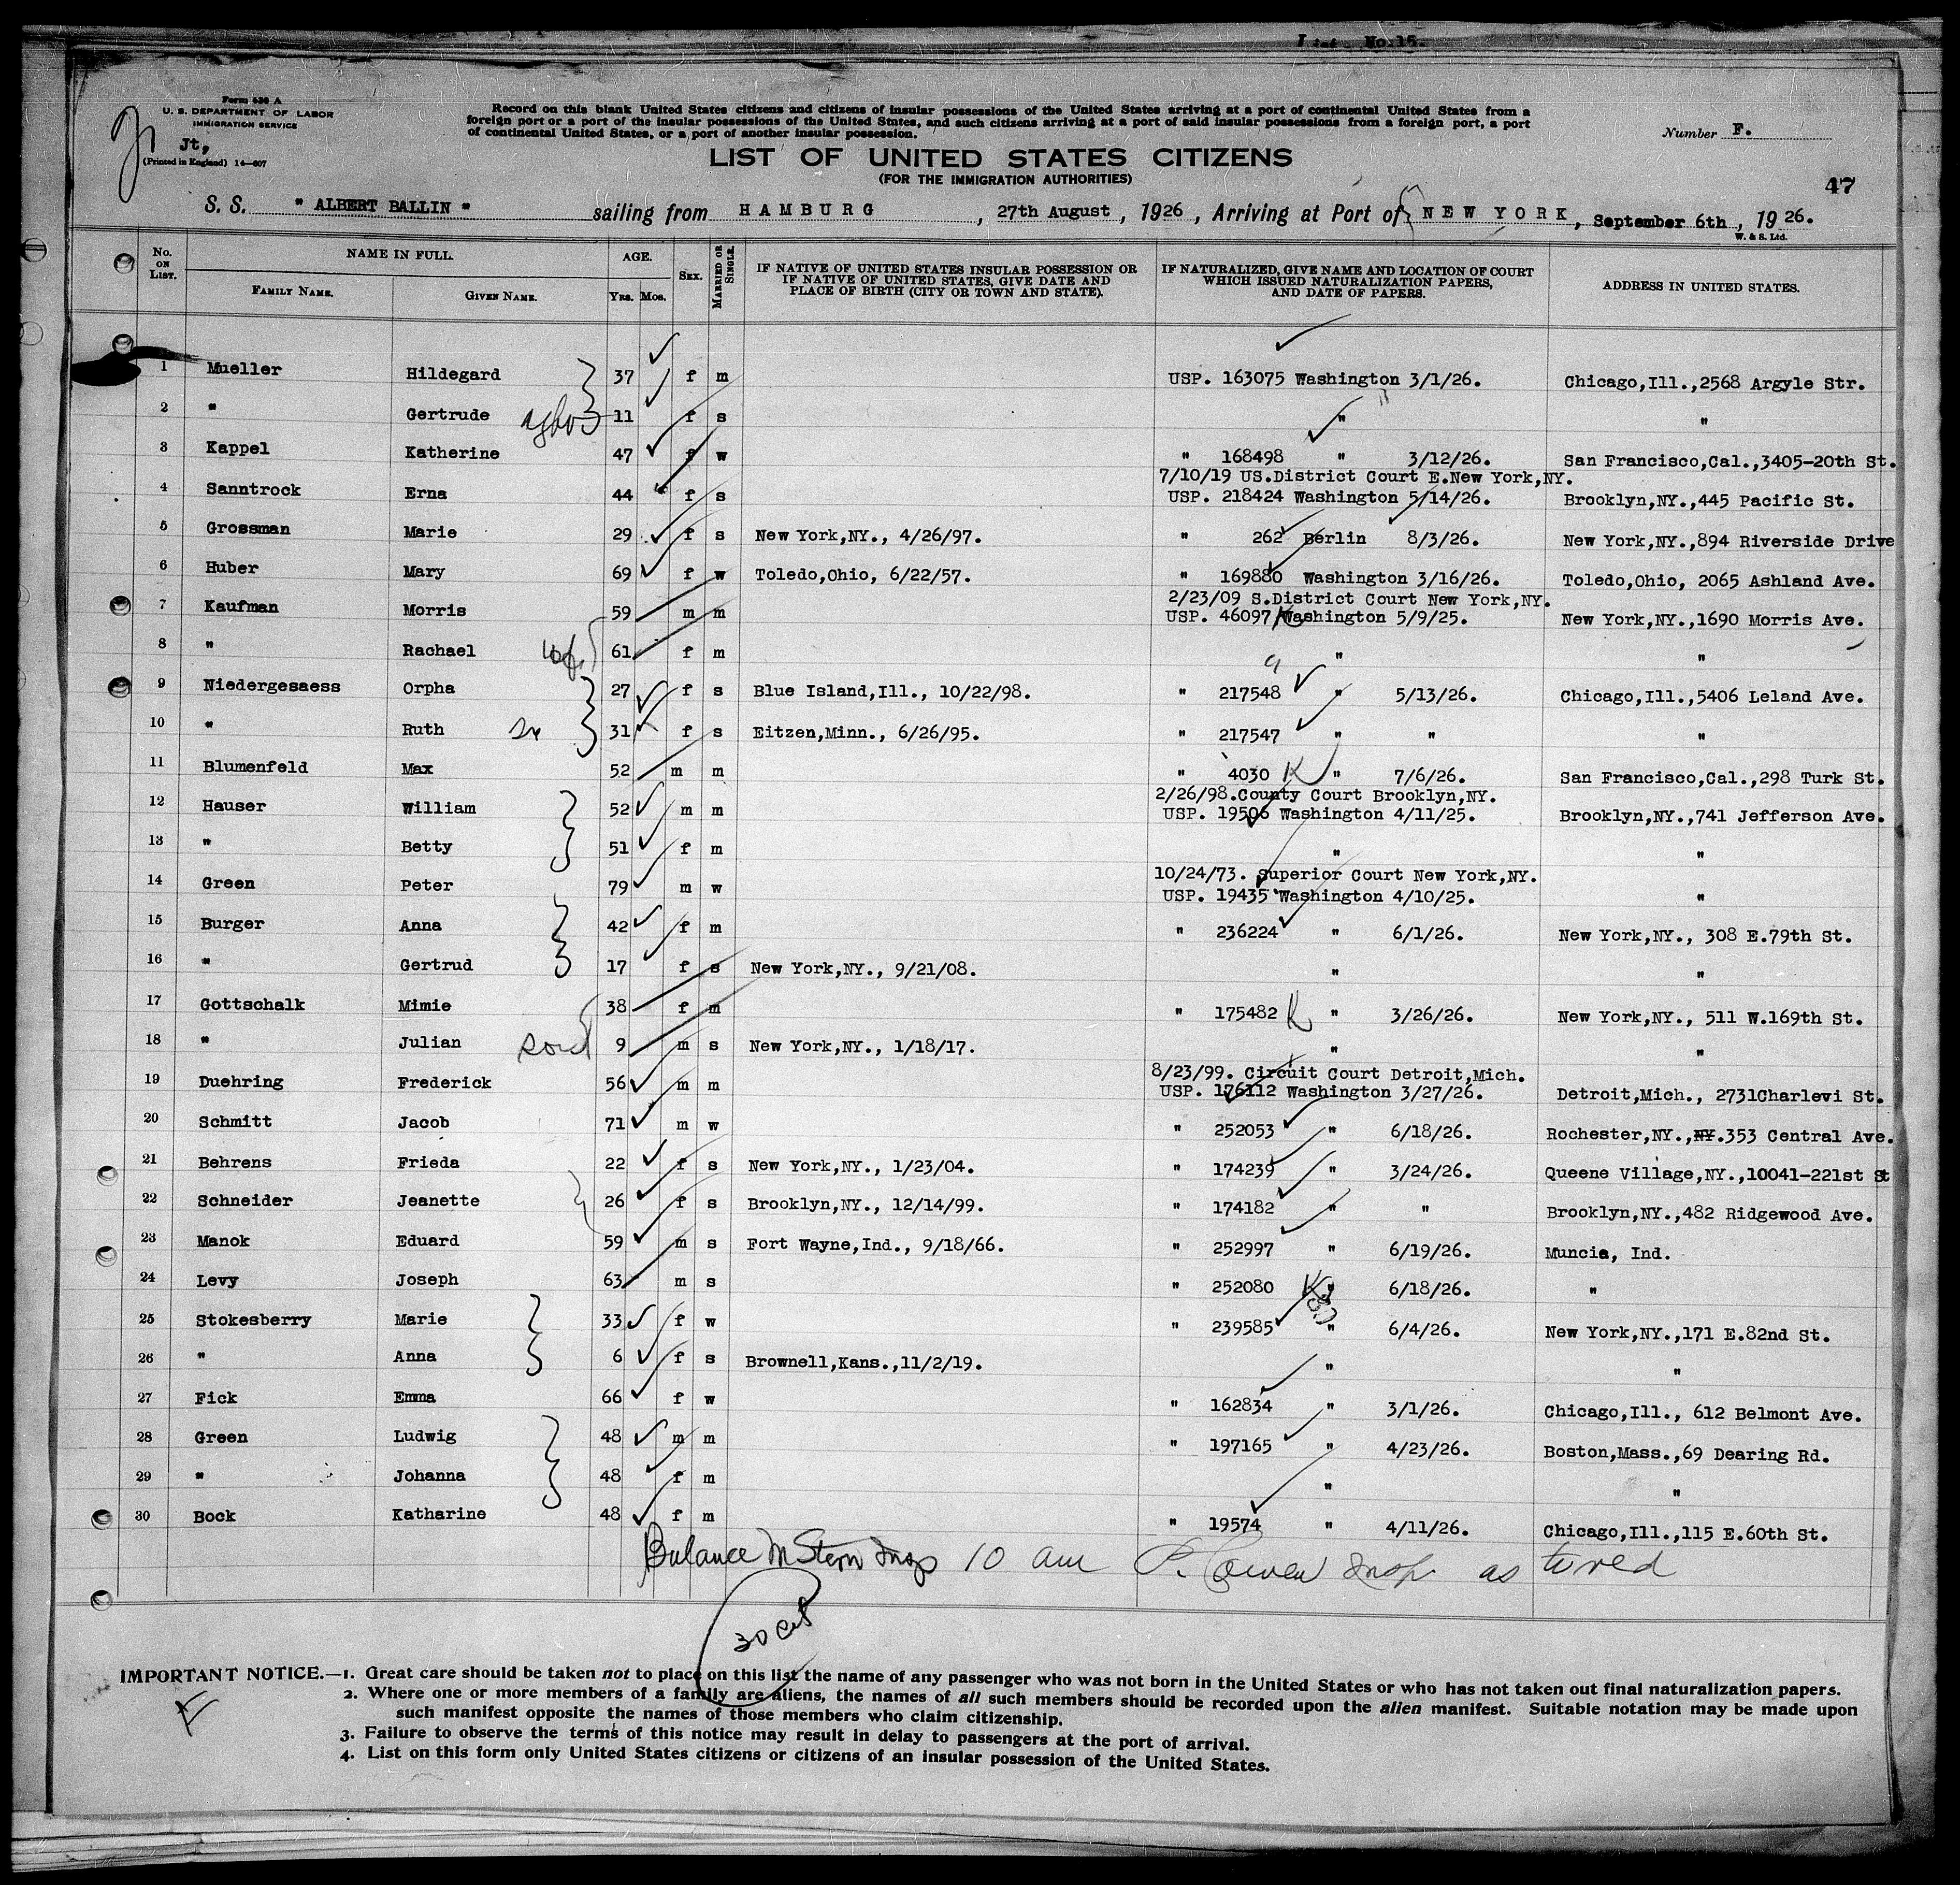 List No.15.
Form 630 A
U. S. DEPARTMENT OF LABOR
IMMIGRATION SERVICE
Jt,
(Printed in England) 14—607
Record on this blank United States citizens and citizens of insular possessions of the United States arriving at a port of continental United States from a
foreign port or a port of the insular possessions of the United States, and such citizens arriving at a port of said insular possessions from a foreign port, a port
of continental United States, or a port of another insular possession.
Number F.
LIST OF UNITED STATES CITIZENS
(FOR THE IMMIGRATION AUTHORITIES)
47
S. S. " ALBERT BALLIN " sailing from HAMBURG, 27th August, 1926, Arriving at Port of NEW YORK, September 6th, 1926.
W. & S. Ltd.
No. ON LIST. NAME IN FULL. AGE. SEX. MARRIED OR SINGLE. IF NATIVE OF UNITED STATES INSULAR POSSESSION OR IF NATIVE OF UNITED STATES, GIVE DATE AND PLACE OF BIRTH (CITY OR TOWN AND STATE). IF NATURALIZED, GIVE NAME AND LOCATION OF COURT WHICH ISSUED NATURALIZATION PAPERS, AND DATE OF PAPERS. ADDRESS IN UNITED STATES.
FAMILY NAME. GIVEN NAME. YRS. MOS.
1 Mueller Hildegard 37 f m USP. 163075 Washington 3/1/26. Chicago,Ill.,2568 Argyle Str.
2 " Gertrude 11 f s " "
3 Kappel Katherine 47 f w " 168498 " 3/12/26. San Francisco,Cal.,3405-20th St.
7/10/19 US.District Court E.New York,NY.
4 Sanntrock Erna 44 f s USP. 218424 Washington 5/14/26. Brooklyn,NY.,445 Pacific St.
5 Grossman Marie 29 f s New York,NY., 4/26/97. " 262 Berlin 8/3/26. New York,NY.,894 Riverside Drive
6 Huber Mary 69 f w Toledo,Ohio, 6/22/57. " 169880 Washington 3/16/26. Toledo,Ohio, 2065 Ashland Ave.
2/23/09 S.District Court New York,NY.
7 Kaufman Morris 59 m m USP. 46097 Washington 5/9/25. New York,NY.,1690 Morris Ave.
8 " Rachael 61 f m " "
9 Niedergesaess Orpha 27 f s Blue Island,Ill., 10/22/98. " 217548 " 5/13/26. Chicago,Ill.,5406 Leland Ave.
10 " Ruth 31 f s Eitzen,Minn., 6/26/95. " 217547 " " "
11 Blumenfeld Max 52 m m " 4030 K " 7/6/26. San Francisco,Cal.,298 Turk St.
2/26/98.County Court Brooklyn,NY.
12 Hauser William 52 m m USP. 19506 Washington 4/11/25. Brooklyn,NY.,741 Jefferson Ave.
13 " Betty 51 f m " "
10/24/73. Superior Court New York,NY.
14 Green Peter 79 m w USP. 19435 Washington 4/10/25. "
15 Burger Anna 42 f m " 236224 " 6/1/26. New York,NY., 308 E.79th St.
16 " Gertrud 17 f s New York,NY., 9/21/08. " "
17 Gottschalk Mimie 38 f m " 175482 K " 3/26/26. New York,NY., 511 W.169th St.
18 " Julian 9 m s New York,NY., 1/18/17. " "
8/23/99. Circuit Court Detroit,Mich.
19 Duehring Frederick 56 m m USP. 176112 Washington 3/27/26. Detroit,Mich., 2731Charlevi St.
20 Schmitt Jacob 71 m w " 252053 " 6/18/26. Rochester,NY.,NY.353 Central Ave.
21 Behrens Frieda 22 f s New York,NY., 1/23/04. " 174239 " 3/24/26. Queene Village,NY.,10041-221st St
22 Schneider Jeanette 26 f s Brooklyn,NY., 12/14/99. " 174182 " " Brooklyn,NY.,482 Ridgewood Ave.
23 Manok Eduard 59 m s Fort Wayne,Ind., 9/18/66. " 252997 " 6/19/26. Muncia, Ind.
24 Levy Joseph 63 m s " 252080 " 6/18/26. "
25 Stokesberry Marie 33 f w " 239585 " 6/4/26. New York,NY.,171 E.82nd St.
26 " Anna 6 f s Brownell,Kans.,11/2/19. " "
27 Fick Emma 66 f w " 162834 " 3/1/26. Chicago,Ill., 612 Belmont Ave.
28 Green Ludwig 48 m m " 197165 " 4/23/26. Boston,Mass.,69 Dearing Rd.
29 " Johanna 48 f m " "
30 Bock Katharine 48 f m " 19574 " 4/11/26. Chicago,Ill.,115 E.60th St.
Balance M Stern Insp 10 am P. Cowen Insp as
30 Cit
IMPORTANT NOTICE.—1. Great care should be taken not to place on this list the name of any passenger who was not born in the United States or who has not taken out final naturalization papers.
2. Where one or more members of a family are aliens, the names of all such members should be recorded upon the alien manifest. Suitable notation may be made upon
such manifest opposite the names of those members who claim citizenship.
3. Failure to observe the terms of this notice may result in delay to passengers at the port of arrival.
4. List on this form only United States citizens or citizens of an insular possession of the United States.
F